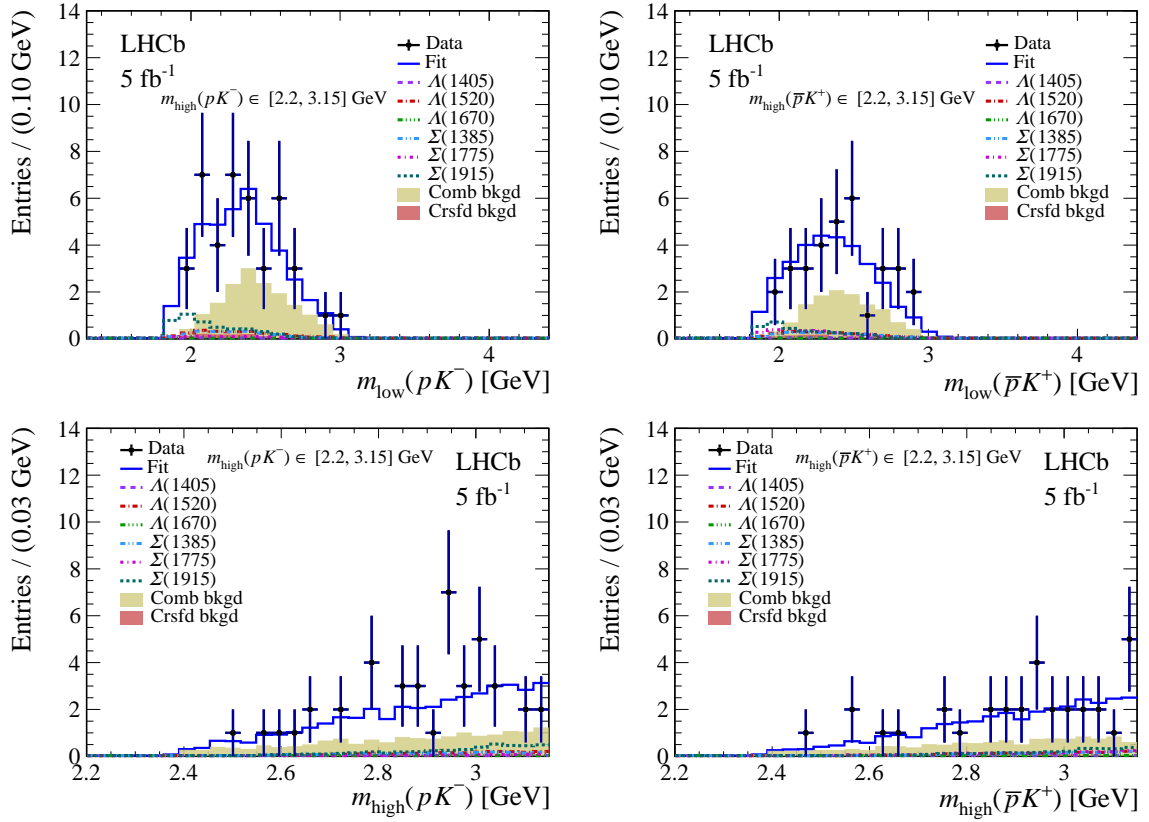 LHCb
5 fb⁻¹
m_high(pK⁻) ∈ [2.2, 3.15] GeV
Data
Fit
Λ(1405)
Λ(1520)
Λ(1670)
Σ(1385)
Σ(1775)
Σ(1915)
Comb bkgd
Crsfd bkgd
Entries / (0.10 GeV)
14
12
10
8
6
4
2
0
2 3 4
m_low(pK⁻) [GeV]
LHCb
5 fb⁻¹
m_high(p̅K⁺) ∈ [2.2, 3.15] GeV
Data
Fit
Λ(1405)
Λ(1520)
Λ(1670)
Σ(1385)
Σ(1775)
Σ(1915)
Comb bkgd
Crsfd bkgd
Entries / (0.10 GeV)
14
12
10
8
6
4
2
0
2 3 4
m_low(p̅K⁺) [GeV]
Data
Fit
Λ(1405)
Λ(1520)
Λ(1670)
Σ(1385)
Σ(1775)
Σ(1915)
Comb bkgd
Crsfd bkgd
m_high(pK⁻) ∈ [2.2, 3.15] GeV
LHCb
5 fb⁻¹
Entries / (0.03 GeV)
14
12
10
8
6
4
2
0
2.2 2.4 2.6 2.8 3
m_high(pK⁻) [GeV]
Data
Fit
Λ(1405)
Λ(1520)
Λ(1670)
Σ(1385)
Σ(1775)
Σ(1915)
Comb bkgd
Crsfd bkgd
m_high(p̅K⁺) ∈ [2.2, 3.15] GeV
LHCb
5 fb⁻¹
Entries / (0.03 GeV)
14
12
10
8
6
4
2
0
2.2 2.4 2.6 2.8 3
m_high(p̅K⁺) [GeV]